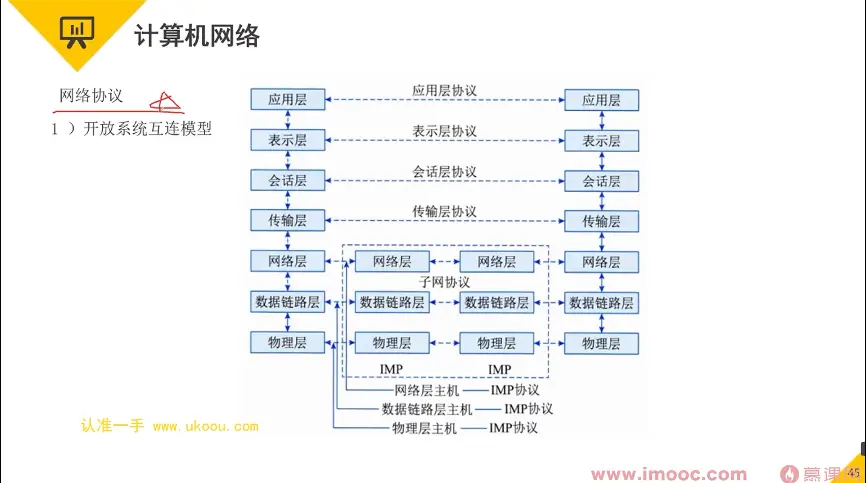 计算机网络
网络协议
1 ）开放系统互连模型
应用层 应用层协议 应用层
表示层 表示层协议 表示层
会话层 会话层协议 会话层
传输层 传输层协议 传输层
网络层 网络层 网络层 网络层
子网协议
数据链路层 数据链路层 数据链路层 数据链路层
物理层 物理层 物理层 物理层
IMP IMP
网络层主机 IMP协议
数据链路层主机 IMP协议
物理层主机 IMP协议
认准一手 www.ukoou.com
www.imooc.com
45